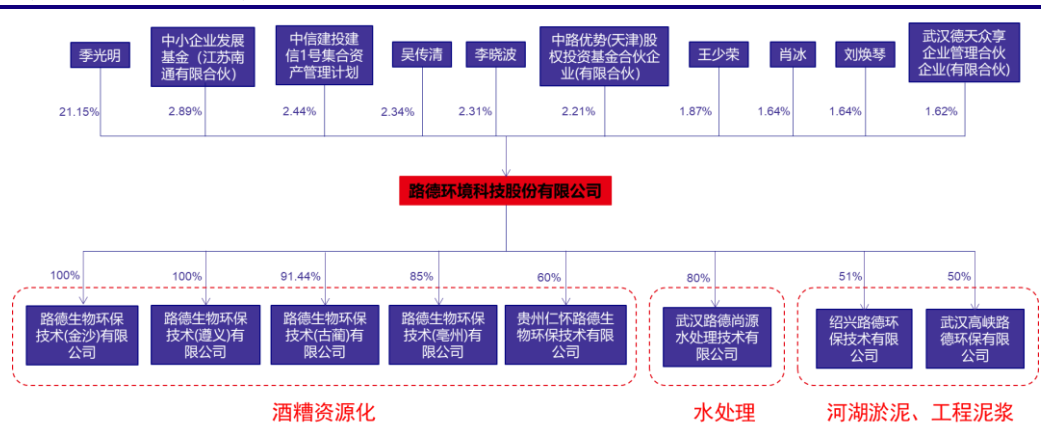 季光明
中小企业发展
基金（江苏南
通有限合伙）
中信建投建
信1号集合资
产管理计划
吴传清
李晓波
中路优势(天津)股
权投资基金合伙企
业(有限合伙)
王少荣
肖冰
刘焕琴
武汉德天众享
企业管理合伙
企业(有限合伙)
21.15%
2.89%
2.44%
2.34%
2.31%
2.21%
1.87%
1.64%
1.64%
1.62%
路德环境科技股份有限公司
100%
100%
91.44%
85%
60%
80%
51%
50%
路德生物环保
技术(金沙)有限
公司
路德生物环保
技术(遵义)有
限公司
路德生物环保
技术(古蔺)有
限公司
路德生物环保
技术(亳州)有
限公司
贵州仁怀路德生
物环保技术有限
公司
武汉路德尚源
水处理技术有
限公司
绍兴路德环
保技术有限
公司
武汉高峡路
德环保有限
公司
酒糟资源化
水处理
河湖淤泥、工程泥浆